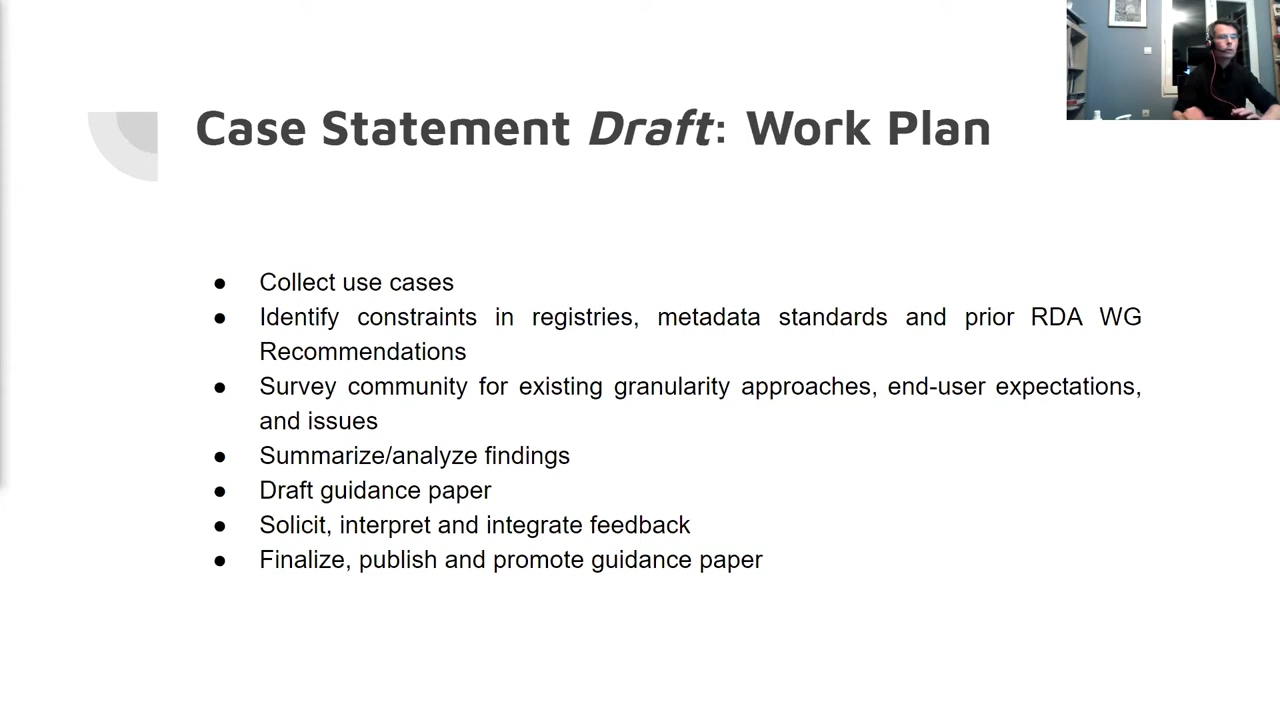 Case Statement Draft: Work Plan
● Collect use cases
● Identify constraints in registries, metadata standards and prior RDA WG
Recommendations
● Survey community for existing granularity approaches, end-user expectations,
and issues
● Summarize/analyze findings
● Draft guidance paper
● Solicit, interpret and integrate feedback
● Finalize, publish and promote guidance paper